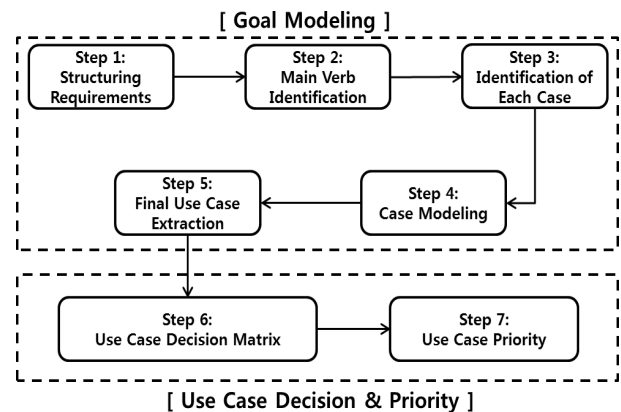 [ Goal Modeling ]
Step 1:
Structuring
Requirements
Step 2:
Main Verb
Identification
Step 3:
Identification of
Each Case
Step 4:
Case Modeling
Step 5:
Final Use Case
Extraction
Step 6:
Use Case Decision Matrix
Step 7:
Use Case Priority
[ Use Case Decision & Priority ]